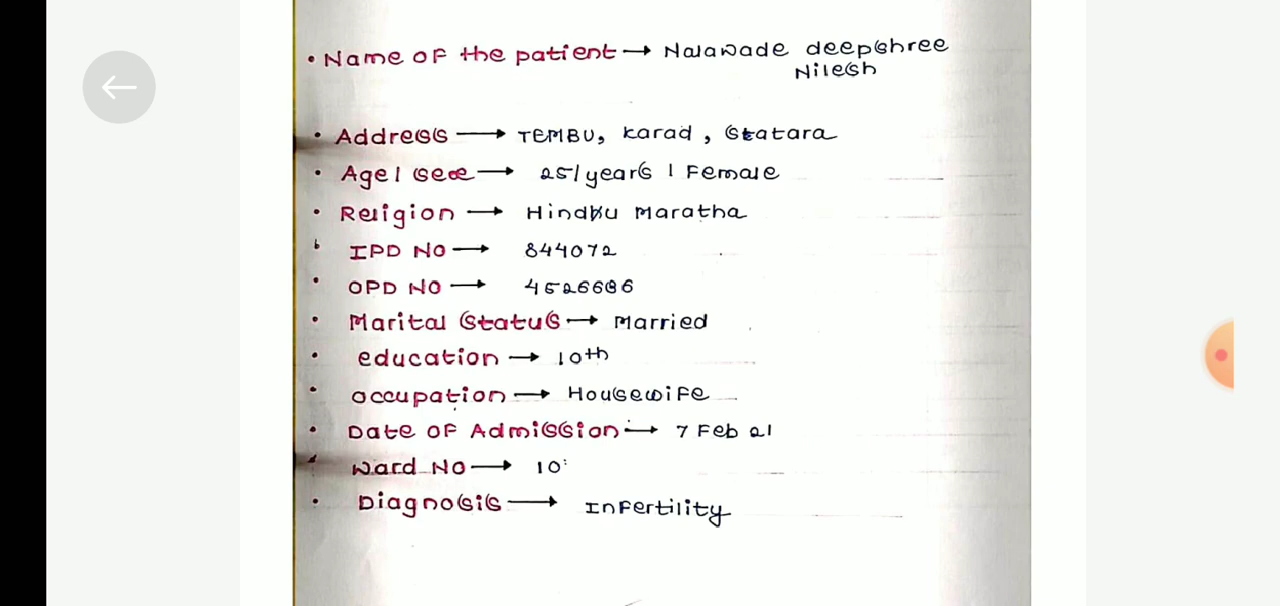 • Name OF the patient → Nalawade deepshree
Nilesh
• Address → TEMBU, Karad, Statara
• Age / sex → 25/years / Female
• Religion → Hindu Maratha
• IPD NO → 844072
• OPD NO → 4526686
• Marital Status → Married
• education → 10th
• occupation → Housewife
• Date OF Admission → 7 Feb 21
• Ward NO → 10
• Diagnosis → Infertility